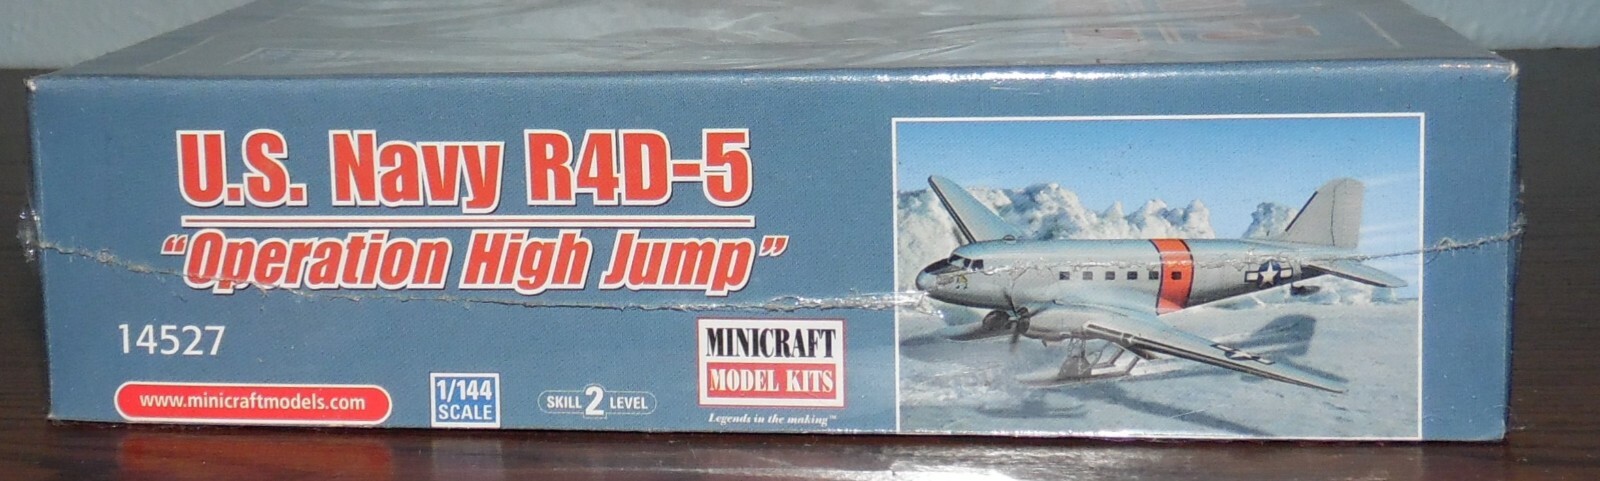 U.S. Navy R4D-5
“Operation High Jump”
14527
www.minicraftmodels.com
1/144
SCALE
SKILL 2 LEVEL
MINICRAFT
MODEL KITS
Legends in the making™